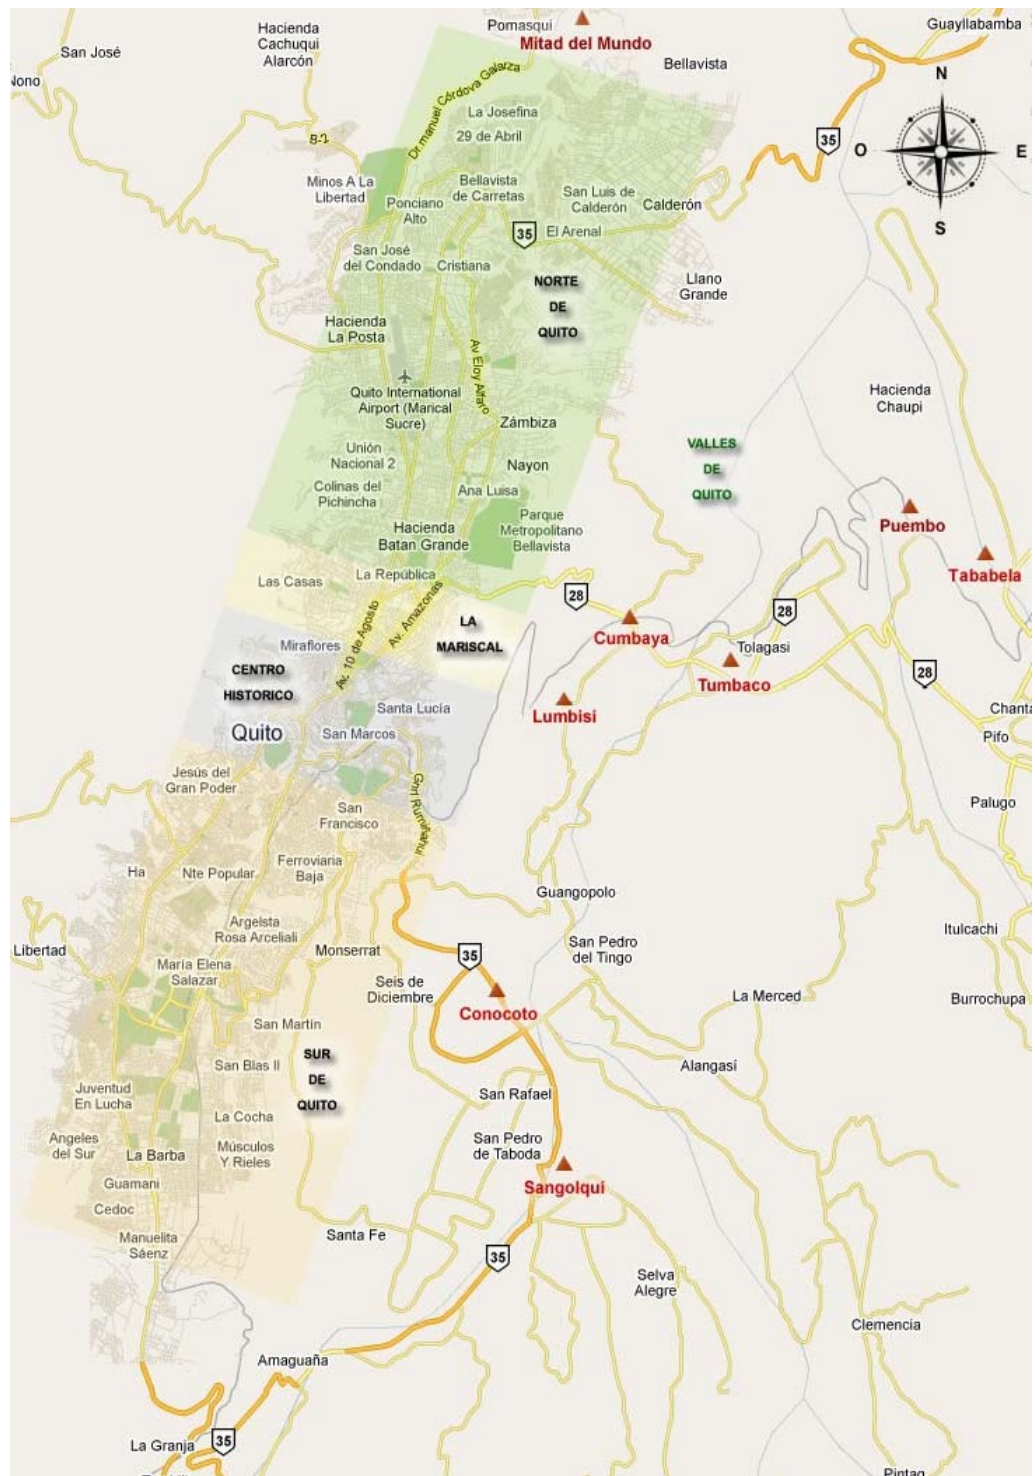 Pomasqui
Guayllabamba
Mitad del Mundo
Hacienda
Cachuqui
Alarcón
San José
Nono
Bellavista
N
O
E
S
35
Dr.manuel Córdova Galarza
La Josefina
29 de Abril
B-2
Minos A La
Libertad
Ponciano
Alto
Bellavista
de Carretas
San Luis de
Calderón
Calderón
35
El Arenal
San José
del Condado
Cristiana
NORTE
DE
QUITO
Llano
Grande
Hacienda
La Posta
Av Eloy Alfaro
Quito International
Airport (Marical
Sucre)
Hacienda
Chaupi
Zámbiza
Unión
Nacional 2
Nayon
VALLES
DE
QUITO
Colinas del
Pichincha
Ana Luisa
Parque
Metropolitano
Bellavista
Hacienda
Batan Grande
Puembo
Tababela
Las Casas
La República
28
28
Av. 10 de Agosto
Av. Amazonas
LA
MARISCAL
Cumbaya
Tolagasi
Tumbaco
28
Miraflores
CENTRO
HISTORICO
Quito
Santa Lucía
San Marcos
Lumbisí
Chanta
Pifo
Jesús del
Gran Poder
Gnrl Rumiñahui
San
Francisco
Palugo
Ha
Nte Popular
Ferroviaria
Baja
Guangopolo
Argelsta
Rosa Arceliali
Libertad
Monserrat
35
San Pedro
del Tingo
Itulcachi
María Elena
Salazar
Seis de
Diciembre
Conocoto
La Merced
Burrochupa
San Martín
SUR
DE
QUITO
San Blas II
Alangasí
Juventud
En Lucha
San Rafael
La Cocha
Angeles
del Sur
Músculos
Y Rieles
San Pedro
de Taboda
La Barba
Guamani
Sangolquí
Cedoc
Manuelita
Sáenz
Santa Fe
35
Selva
Alegre
Clemencia
Amaguaña
La Granja
35
Pintag